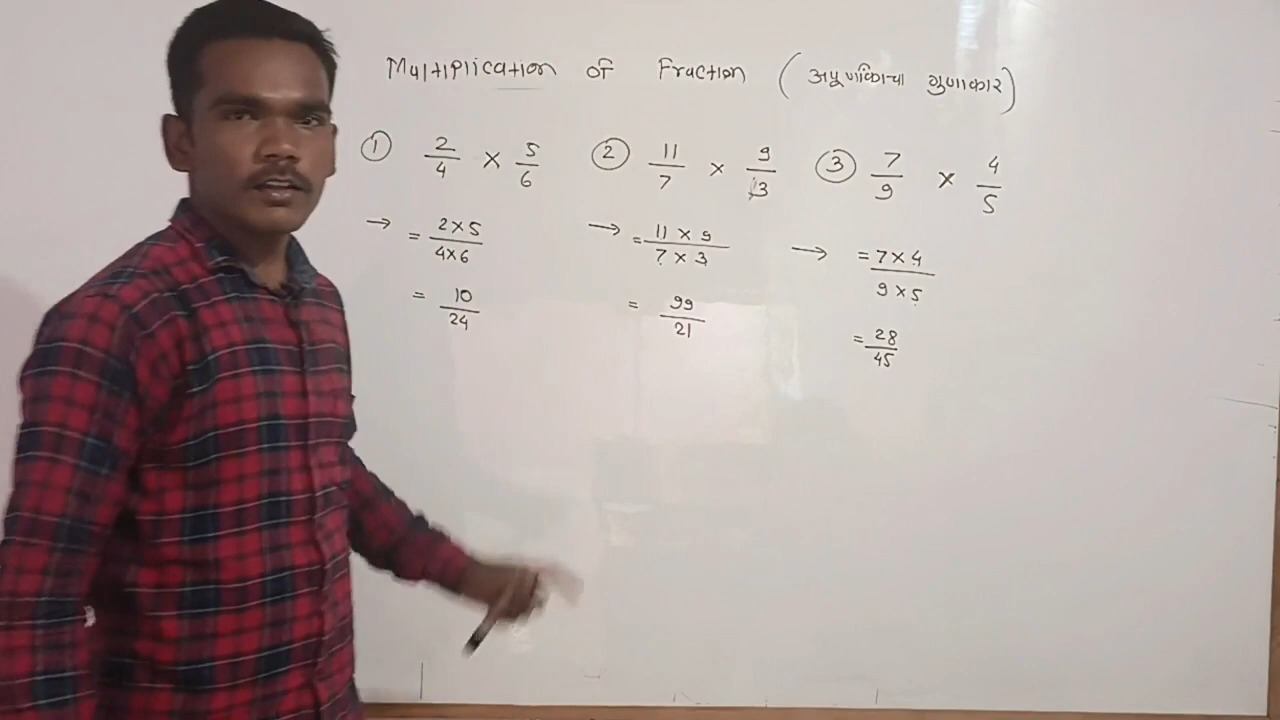 Multiplication of Fraction (अपूर्णांकाचा गुणाकार)
① 2/4 × 5/6
→ = 2×5/4×6
= 10/24
② 11/7 × 9/3
→ = 11 × 9/7 × 3
= 99/21
③ 7/9 × 4/5
→ = 7×4/9×5
= 28/45